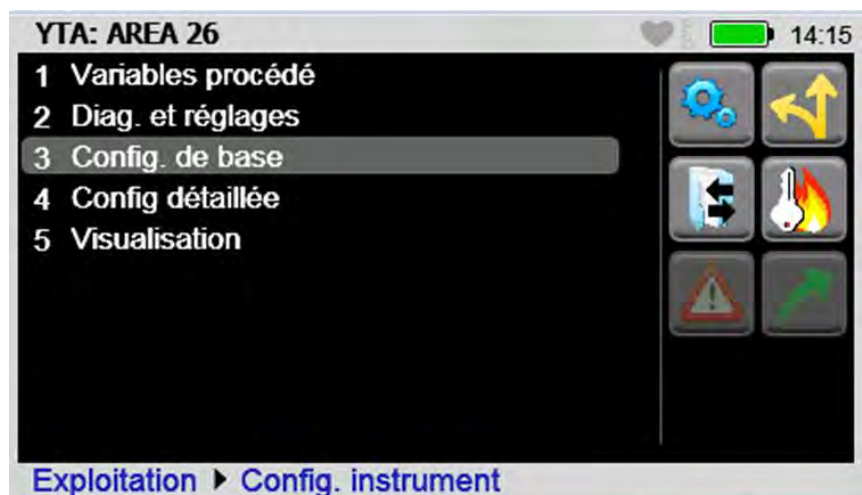 YTA: AREA 26 14:15
1 Variables procédé
2 Diag. et réglages
3 Config. de base
4 Config détaillée
5 Visualisation
Exploitation ▶ Config. instrument